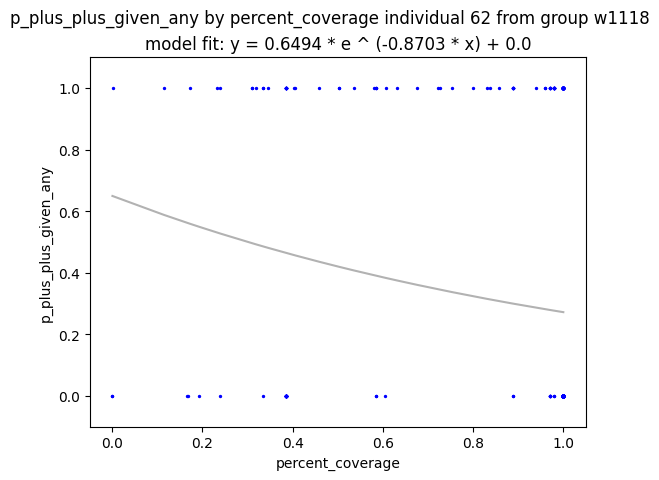 p_plus_plus_given_any by percent_coverage individual 62 from group w1118
model fit: y = 0.6494 * e ^ (-0.8703 * x) + 0.0
1.0
0.8
0.6
0.4
0.2
0.0
p_plus_plus_given_any
0.0 0.2 0.4 0.6 0.8 1.0
percent_coverage